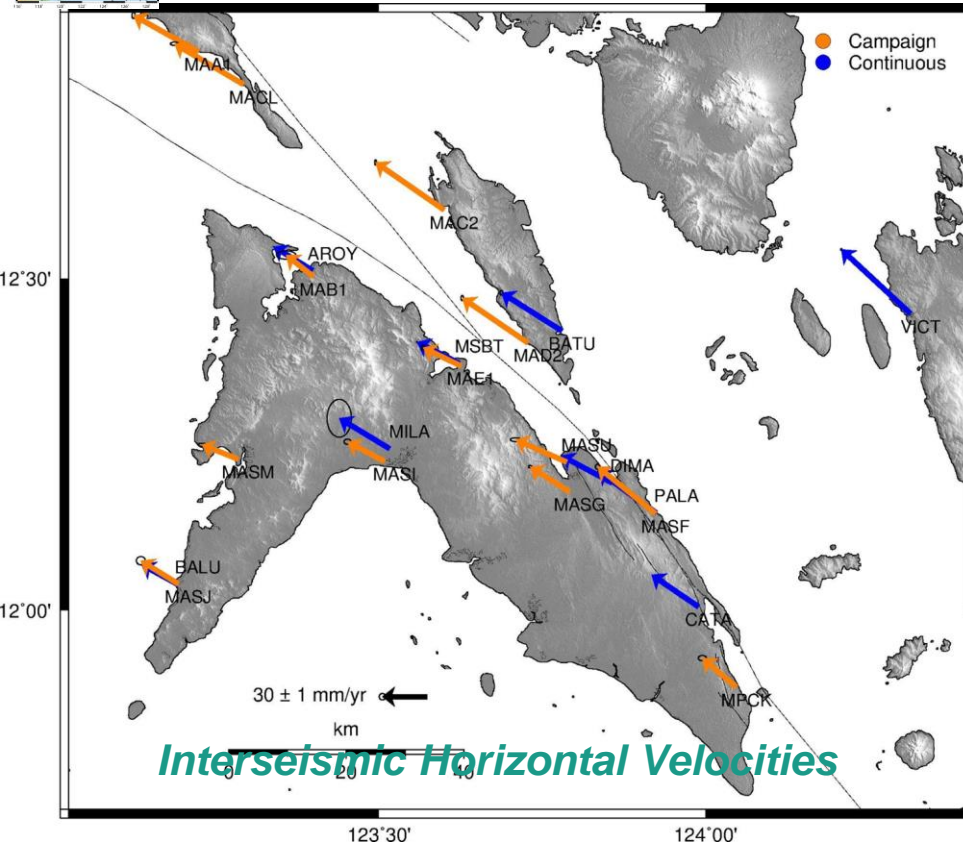 Campaign
Continuous
MAA1
MACL
MAC2
AROY
MAB1
12˚30'
VICT
BATU
MAD2
MSBT
MAE1
MILA
MASU
DIMA
MASM
MASI
PALA
MASG
MASF
BALU
MASJ
12˚00'
CATA
30 ± 1 mm/yr
MPCK
km
Interseismic Horizontal Velocities
0 20 40
123˚30'
124˚00'